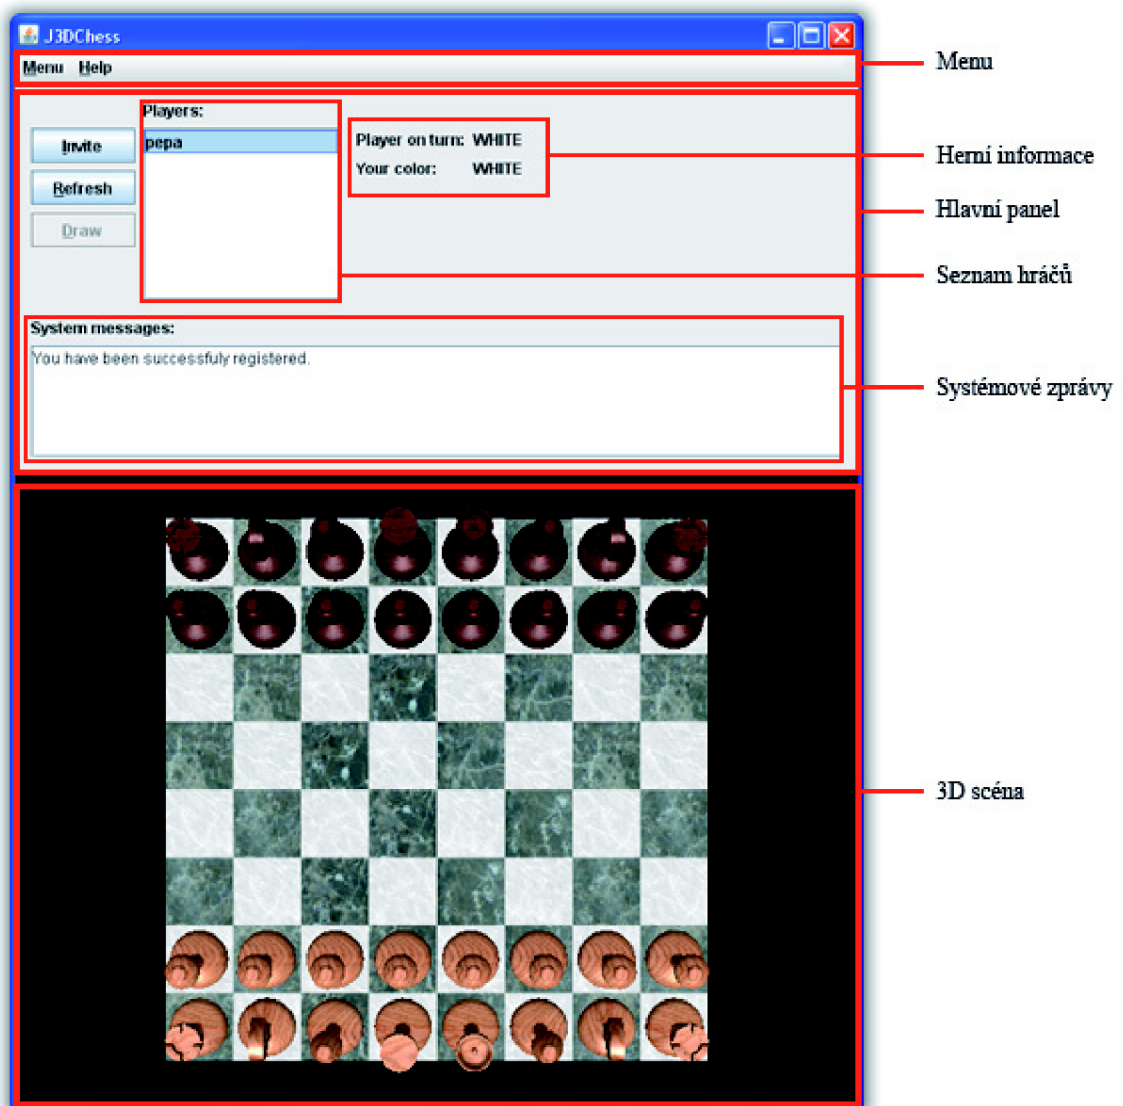 J3DChess
Menu Help
Menu
Players:
Invite
pepa
Player on turn: WHITE
Herní informace
Refresh
Your color: WHITE
Hlavní panel
Draw
Seznam hráčů
System messages:
You have been successfuly registered.
Systémové zprávy
3D scéna